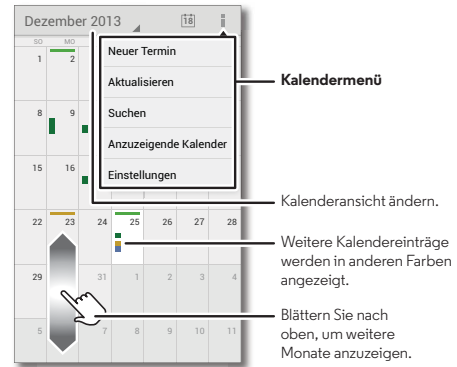 Dezember 2013
18
SO MO
1 2
Neuer Termin
Aktualisieren
Suchen
Anzuzeigende Kalender
Einstellungen
8 9
15 16
22 23 24 25 26 27 28
29 31 1 2 3 4
5 7 8 9 10 11
Kalendermenü
Kalenderansicht ändern.
Weitere Kalendereinträge
werden in anderen Farben
angezeigt.
Blättern Sie nach
oben, um weitere
Monate anzuzeigen.